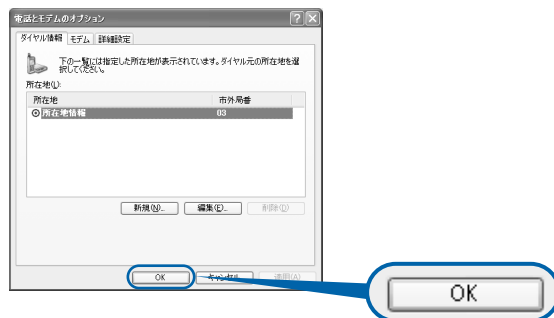 電話とモデムのオプション
ダイヤル情報 モデム 詳細設定
下の一覧には指定した所在地が表示されています。ダイヤル元の所在地を選
択してください。
所在地(L):
所在地 市外局番
所在地情報 03
新規(N)... 編集(E)... 削除(D)
OK キャンセル 適用(A)
OK